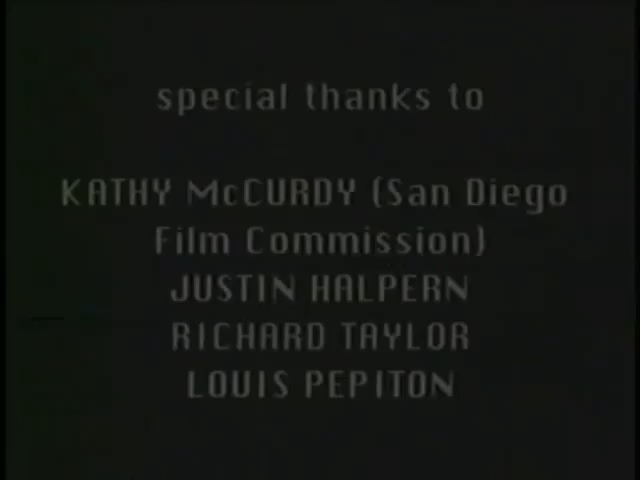 special thanks to
KATHY McCURDY (San Diego
Film Commission)
JUSTIN HALPERN
RICHARD TAYLOR
LOUIS PEPITON